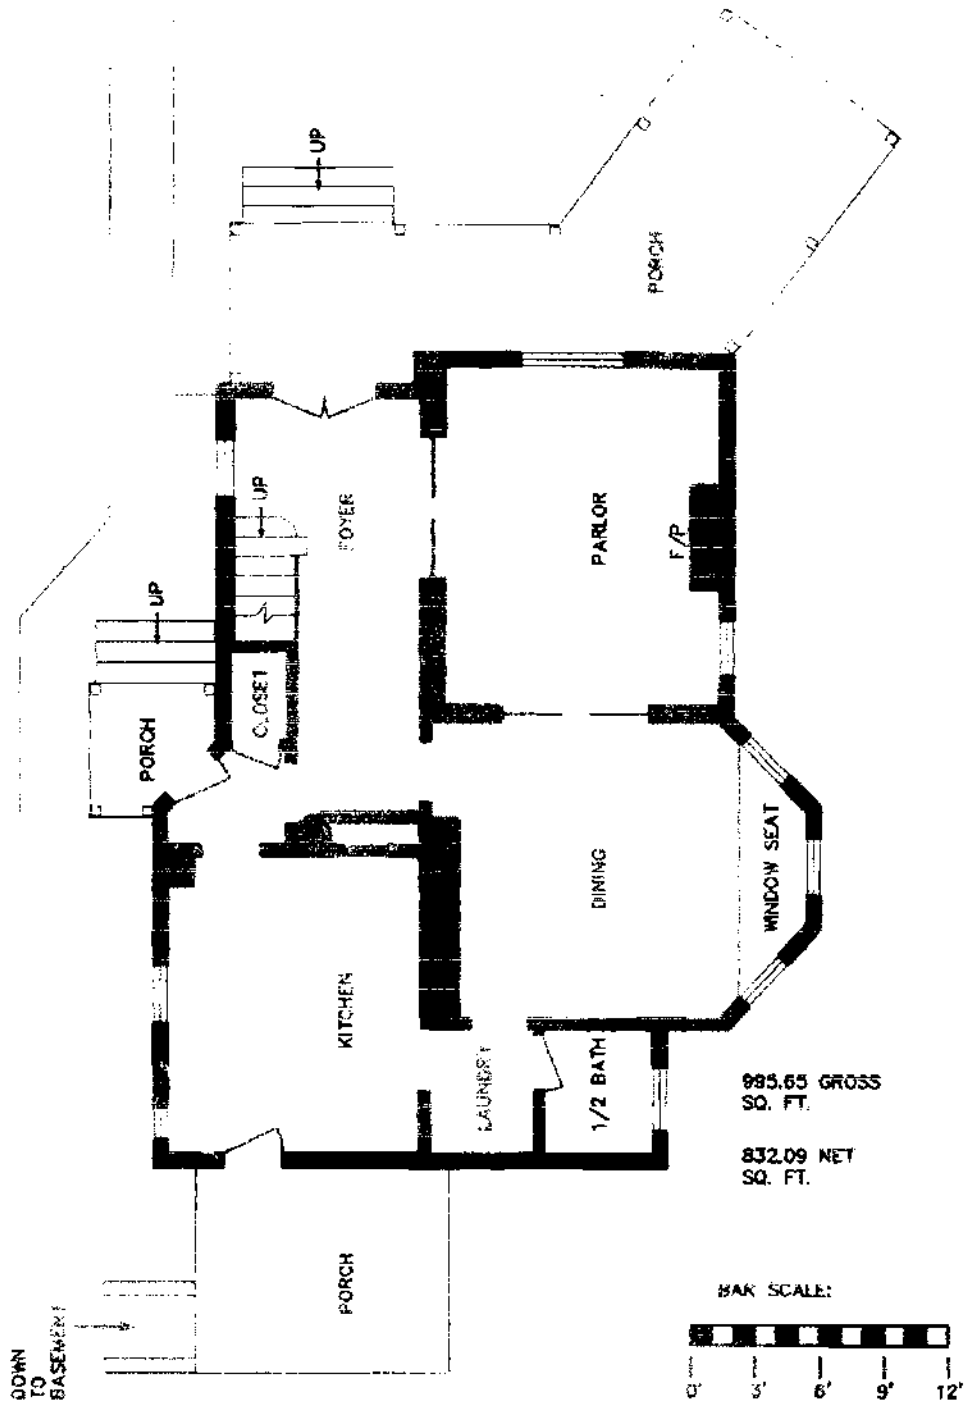 UP
PORCH
UP
FOYER
PARLOR
F/P
UP
CLOSET
PORCH
DINING
WINDOW SEAT
KITCHEN
LAUNDRY
1/2 BATH
995.65 GROSS
SQ. FT.
832.09 NET
SQ. FT.
PORCH
DOWN
TO
BASEMENT
BAR SCALE:
0' 3' 6' 9' 12'